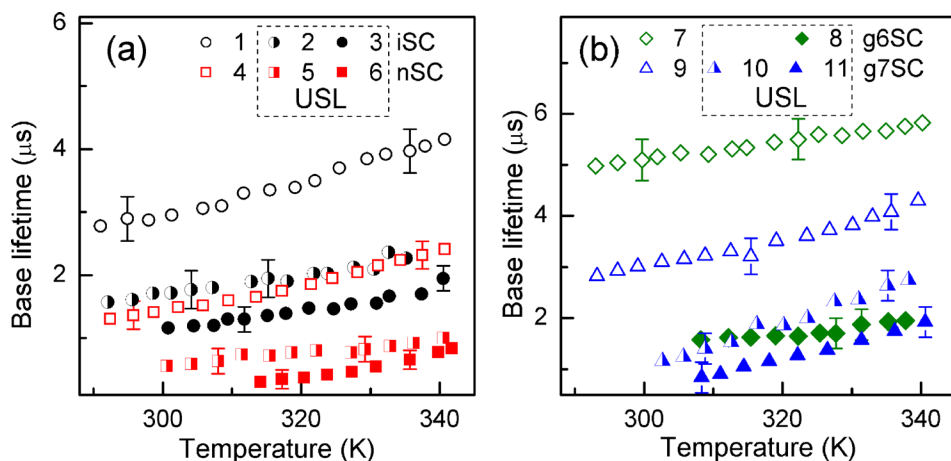 (a)
1 2 3 iSC
4 5 6 nSC
USL
Base lifetime (μs)
6
4
2
300 320 340
Temperature (K)
(b)
7 8 g6SC
9 10 11 g7SC
USL
Base lifetime (μs)
6
4
2
300 320 340
Temperature (K)